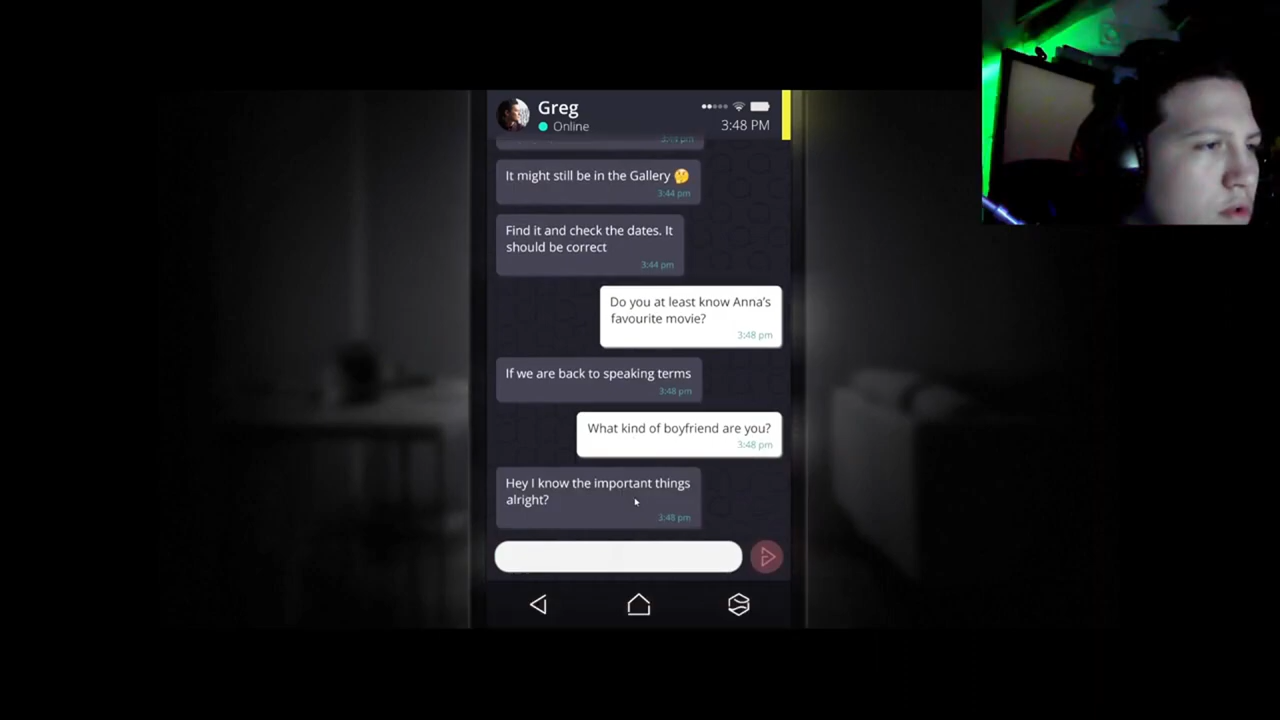 Greg
Online
3:48 PM
3:44 pm
It might still be in the Gallery 🤔
3:44 pm
Find it and check the dates. It
should be correct
3:44 pm
Do you at least know Anna's
favourite movie?
3:48 pm
If we are back to speaking terms
3:48 pm
What kind of boyfriend are you?
3:48 pm
Hey I know the important things
alright?
3:48 pm